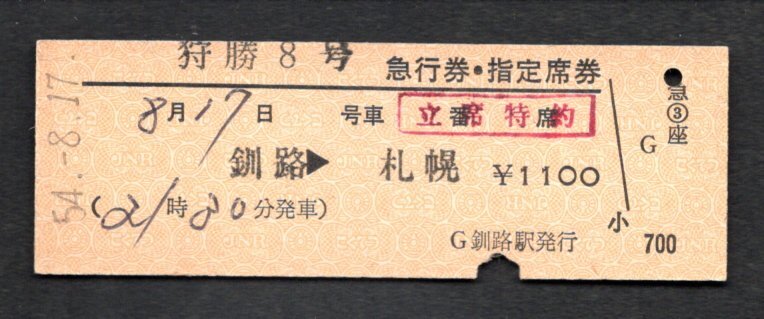 狩勝8号
急行券・指定席券
8月17日 号車 番 席
立席特約
釧路▶札幌 ¥1100
(21時30分発車)
G釧路駅発行
54.-8.17.
急③座
G
小 700